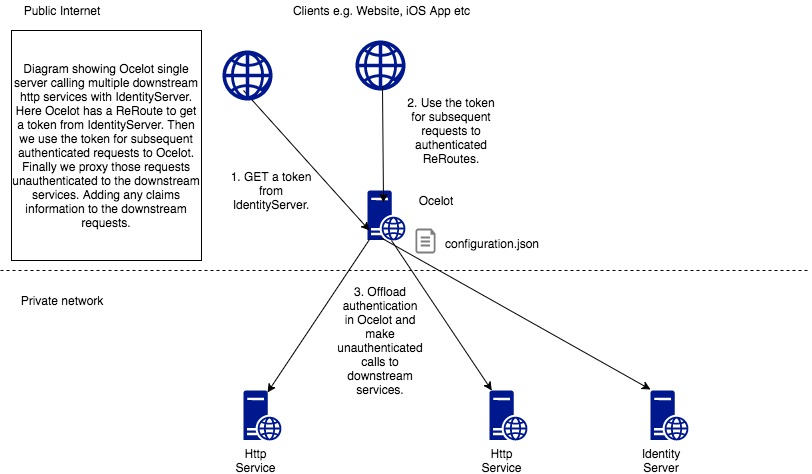 Public Internet
Clients e.g. Website, iOS App etc
Diagram showing Ocelot single
server calling multiple downstream
http services with IdentityServer.
Here Ocelot has a ReRoute to get
a token from IdentityServer. Then
we use the token for subsequent
authenticated requests to Ocelot.
Finally we proxy those requests
unauthenticated to the downstream
services. Adding any claims
information to the downstream
requests.
2. Use the token
for subsequent
requests to
authenticated
ReRoutes.
1. GET a token
from
IdentityServer.
Ocelot
configuration.json
Private network
3. Offload
authentication
in Ocelot and
make
unauthenticated
calls to
downstream
services.
Http
Service
Http
Service
Identity
Server